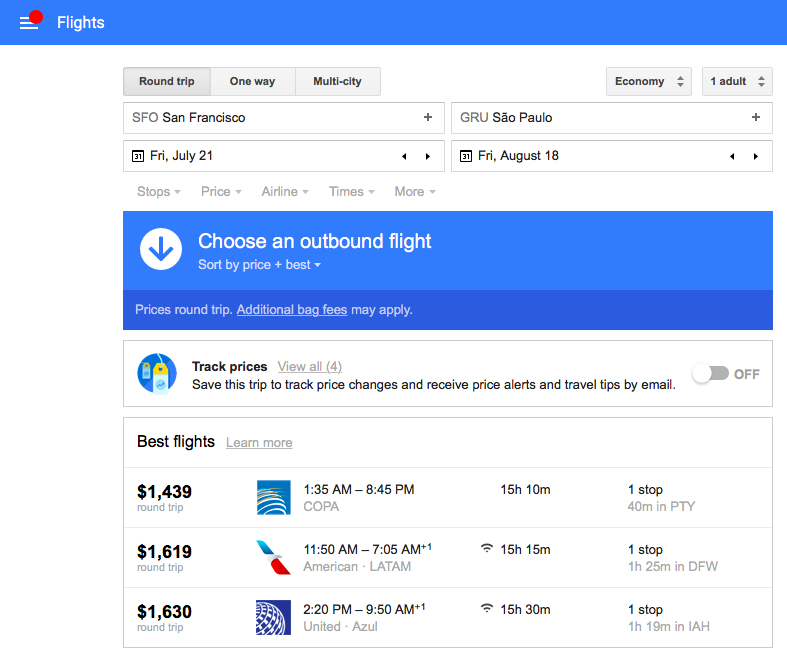 Flights
Round trip One way Multi-city Economy 1 adult
SFO San Francisco + GRU São Paulo +
31 Fri, July 21 31 Fri, August 18
Stops Price Airline Times More
Choose an outbound flight
Sort by price + best
Prices round trip. Additional bag fees may apply.
Track prices View all (4)
Save this trip to track price changes and receive price alerts and travel tips by email. OFF
Best flights Learn more
$1,439 1:35 AM – 8:45 PM 15h 10m 1 stop
round trip COPA 40m in PTY
$1,619 11:50 AM – 7:05 AM+1 15h 15m 1 stop
round trip American · LATAM 1h 25m in DFW
$1,630 2:20 PM – 9:50 AM+1 15h 30m 1 stop
round trip United · Azul 1h 19m in IAH